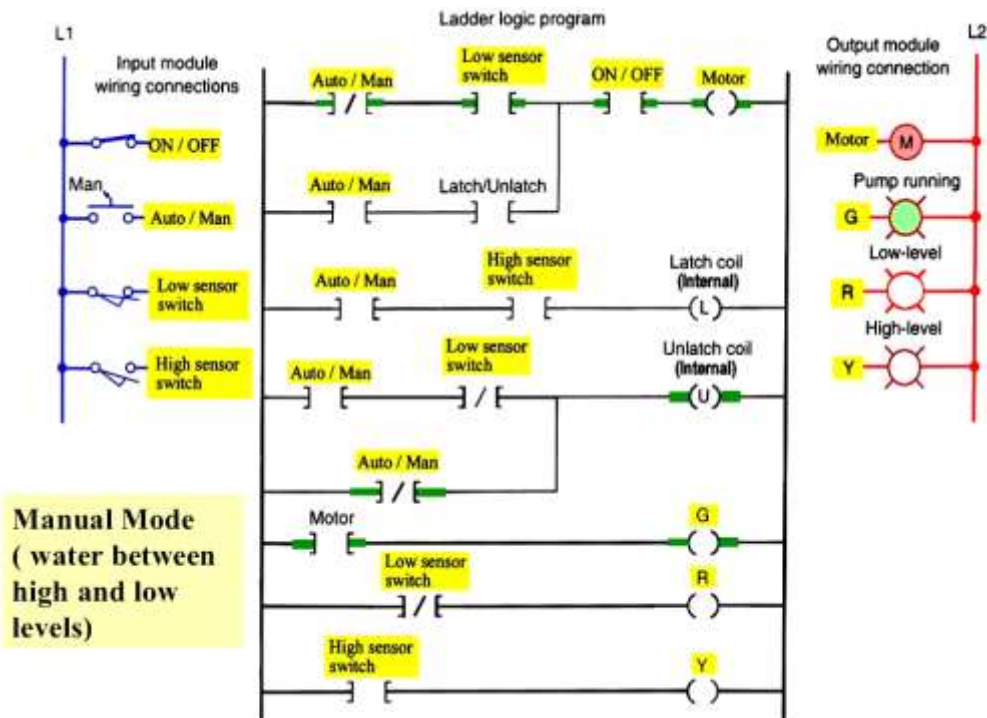 Ladder logic program
L1
L2
Input module
wiring connections
ON / OFF
Man
Auto / Man
Low sensor
switch
High sensor
switch
Auto / Man
Low sensor
switch
ON / OFF
Motor
Auto / Man
Latch/Unlatch
Auto / Man
High sensor
switch
Latch coil
(Internal)
L
Auto / Man
Low sensor
switch
Unlatch coil
(Internal)
U
Auto / Man
Motor
G
Low sensor
switch
R
High sensor
switch
Y
Output module
wiring connection
Motor
M
Pump running
G
Low-level
R
High-level
Y
Manual Mode
( water between
high and low
levels)